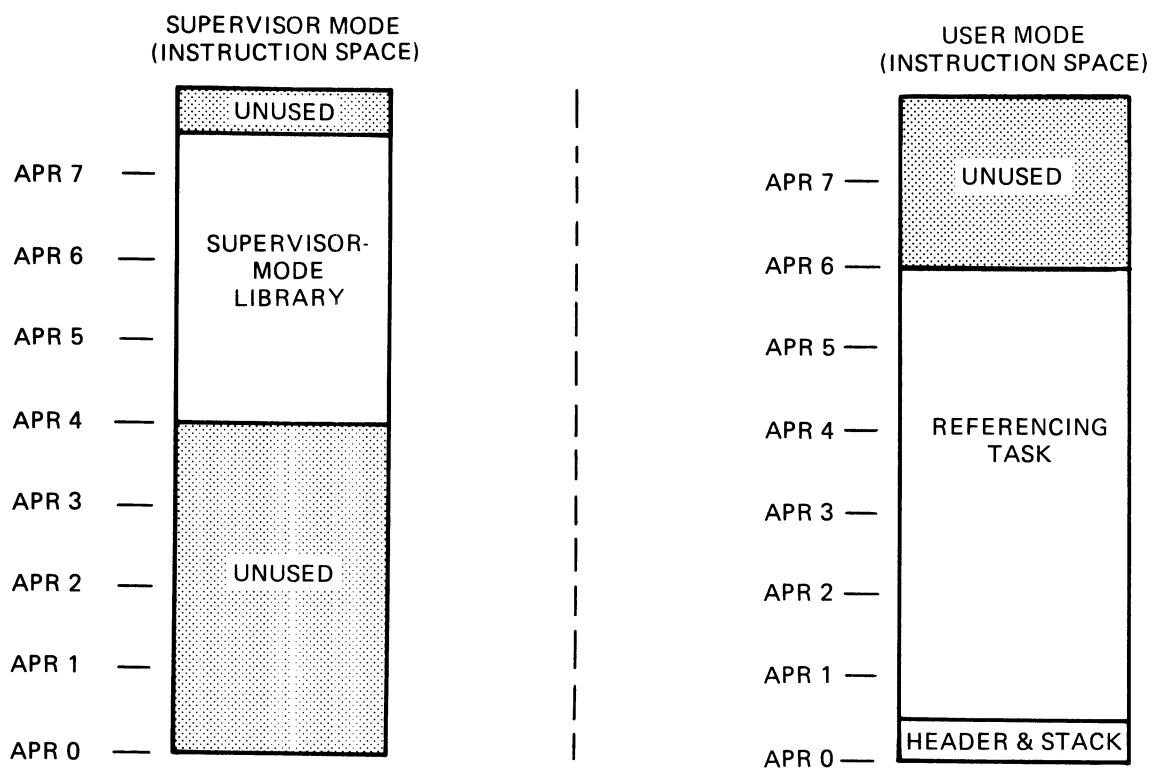 SUPERVISOR MODE
(INSTRUCTION SPACE)
UNUSED
APR 7
SUPERVISOR-
MODE
LIBRARY
APR 6
APR 5
APR 4
APR 3
UNUSED
APR 2
APR 1
APR 0
USER MODE
(INSTRUCTION SPACE)
UNUSED
APR 7
APR 6
APR 5
APR 4
REFERENCING
TASK
APR 3
APR 2
APR 1
HEADER & STACK
APR 0